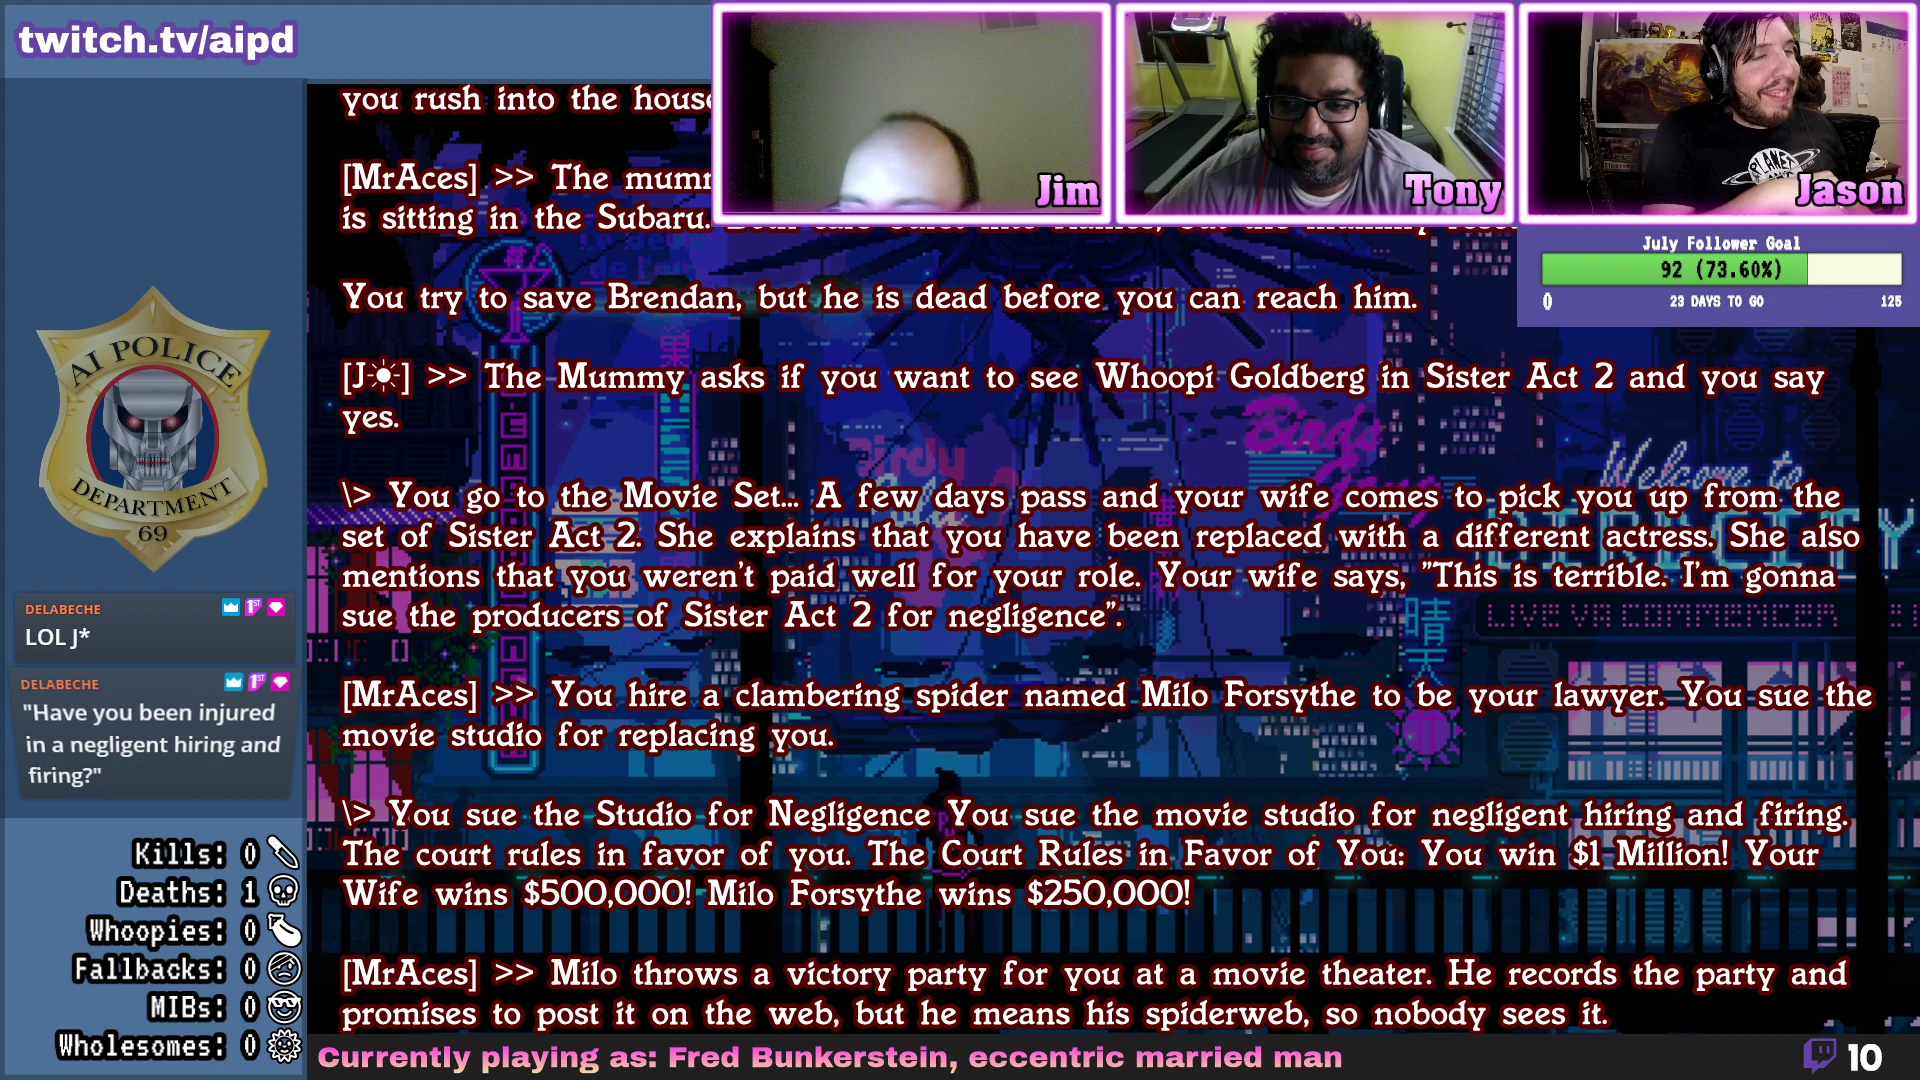 twitch.tv/aipd
you rush into the house
[MrAces] >> The mumm
is sitting in the Subaru.
You try to save Brendan, but he is dead before you can reach him.
[J☀] >> The Mummy asks if you want to see Whoopi Goldberg in Sister Act 2 and you say
yes.
\> You go to the Movie Set... A few days pass and your wife comes to pick you up from the
set of Sister Act 2. She explains that you have been replaced with a different actress. She also
mentions that you weren't paid well for your role. Your wife says, "This is terrible. I'm gonna
sue the producers of Sister Act 2 for negligence".
[MrAces] >> You hire a clambering spider named Milo Forsythe to be your lawyer. You sue the
movie studio for replacing you.
\> You sue the Studio for Negligence You sue the movie studio for negligent hiring and firing.
The court rules in favor of you. The Court Rules in Favor of You: You win $1 Million! Your
Wife wins $500,000! Milo Forsythe wins $250,000!
[MrAces] >> Milo throws a victory party for you at a movie theater. He records the party and
promises to post it on the web, but he means his spiderweb, so nobody sees it.
Jim
Tony
PLANET
Jason
July Follower Goal
92 (73.60%)
0 23 DAYS TO GO 125
Birds
Welcome to
晴天
AI POLICE
DEPARTMENT
69
DELABECHE 1ST
LOL J*
DELABECHE 1ST
"Have you been injured
in a negligent hiring and
firing?"
Kills: 0
Deaths: 1
Whoopies: 0
Fallbacks: 0
MIBs: 0
Wholesomes: 0
Currently playing as: Fred Bunkerstein, eccentric married man
10